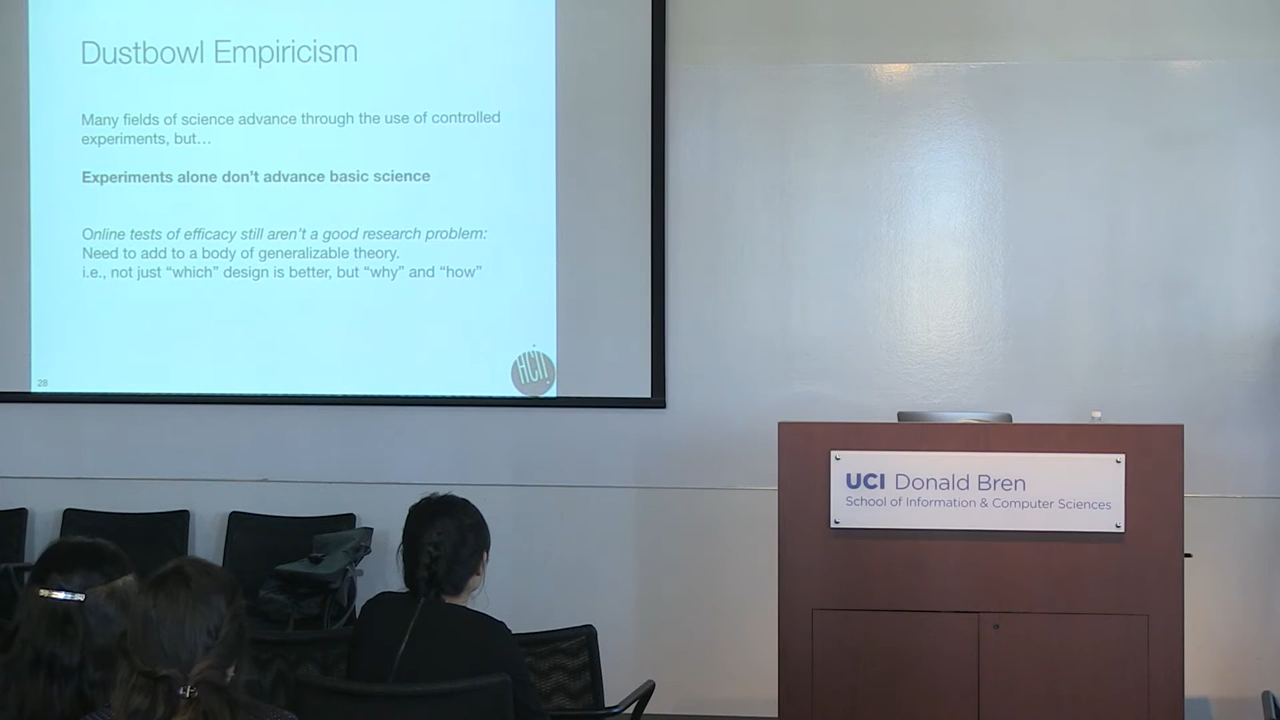 Dustbowl Empiricism
Many fields of science advance through the use of controlled
experiments, but…
Experiments alone don’t advance basic science
Online tests of efficacy still aren’t a good research problem:
Need to add to a body of generalizable theory.
i.e., not just “which” design is better, but “why” and “how”
28
HCII
UCI Donald Bren
School of Information & Computer Sciences